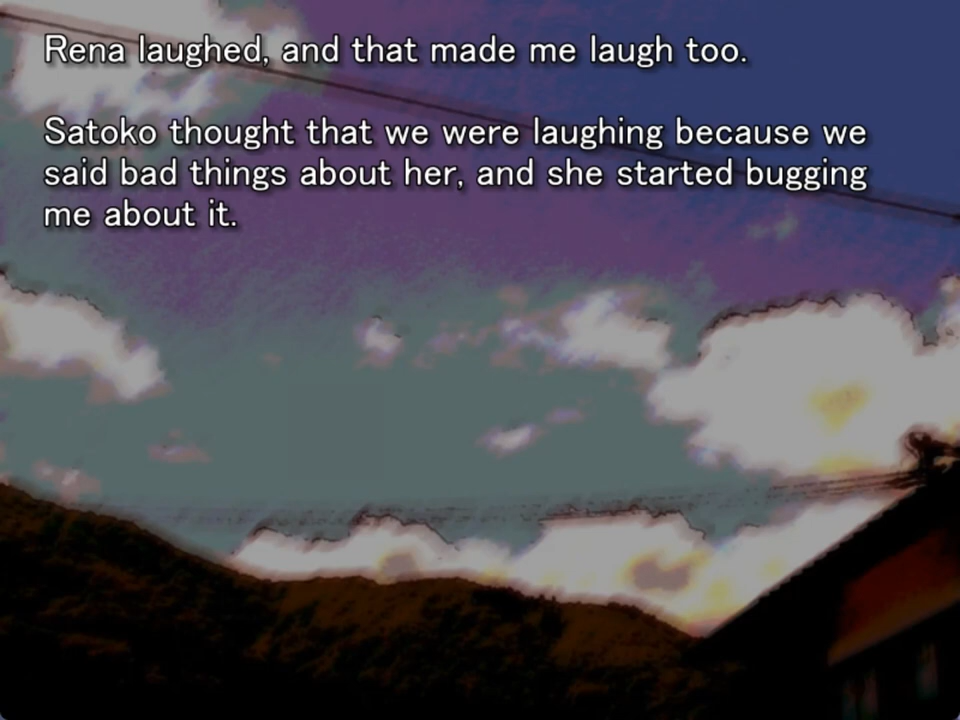 Rena laughed, and that made me laugh too.
Satoko thought that we were laughing because we
said bad things about her, and she started bugging
me about it.